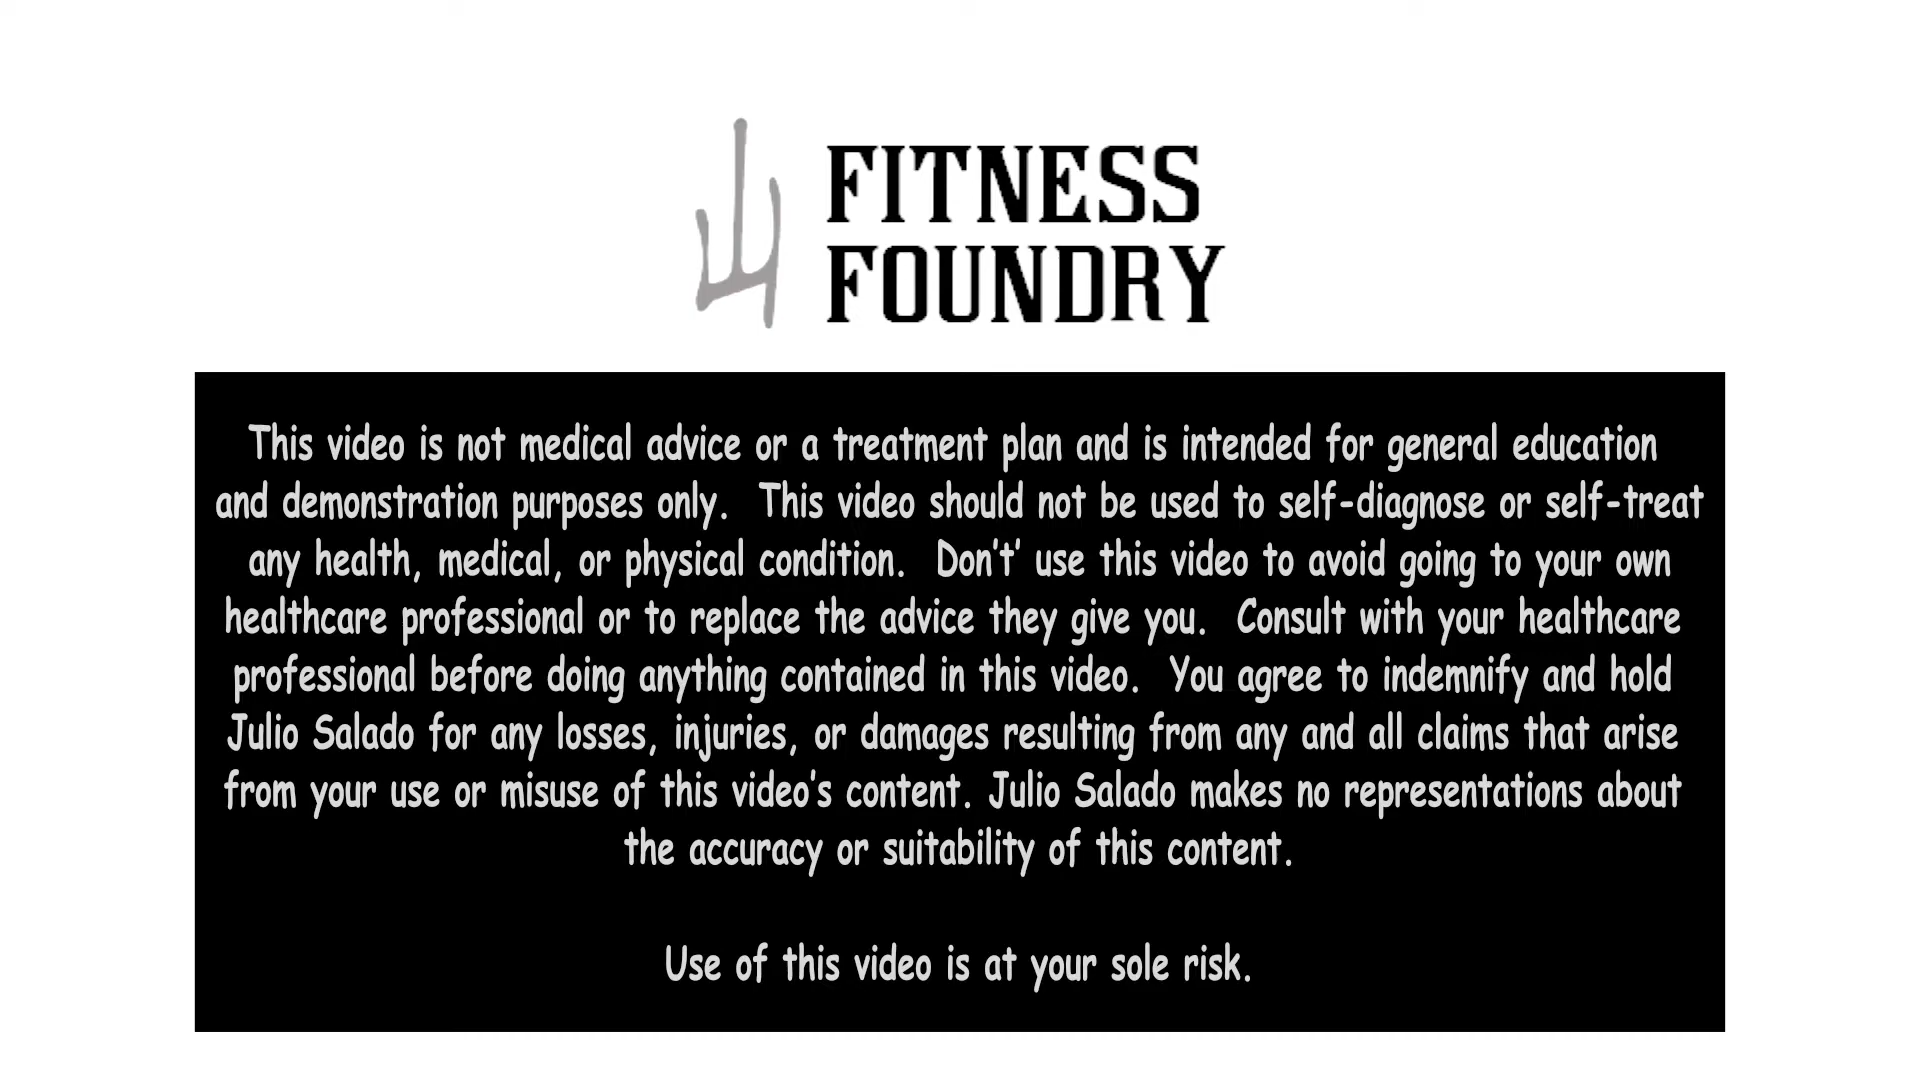 FITNESS
FOUNDRY
This video is not medical advice or a treatment plan and is intended for general education
and demonstration purposes only.  This video should not be used to self-diagnose or self-treat
any health, medical, or physical condition.  Don’t’ use this video to avoid going to your own
healthcare professional or to replace the advice they give you.  Consult with your healthcare
professional before doing anything contained in this video.  You agree to indemnify and hold
Julio Salado for any losses, injuries, or damages resulting from any and all claims that arise
from your use or misuse of this video’s content. Julio Salado makes no representations about
the accuracy or suitability of this content.
Use of this video is at your sole risk.